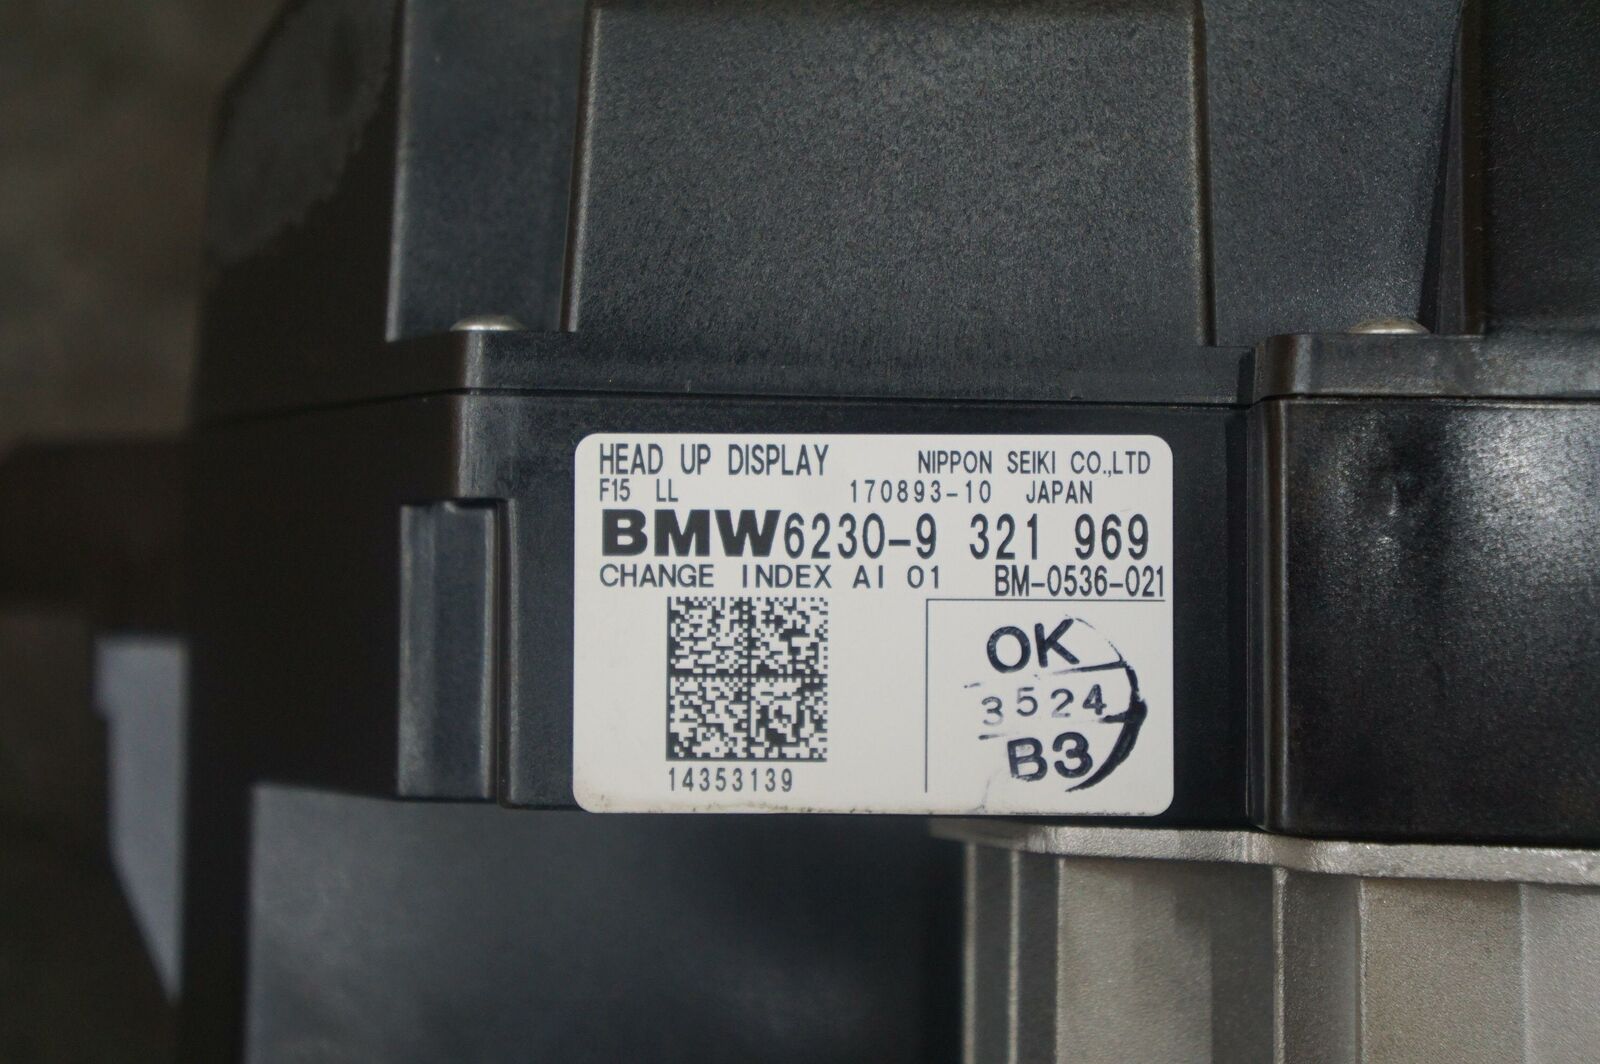 HEAD UP DISPLAY NIPPON SEIKI CO.,LTD
F15 LL 170893-10 JAPAN
BMW 6230-9 321 969
CHANGE INDEX AI 01 BM-0536-021
OK
3524
B3
14353139